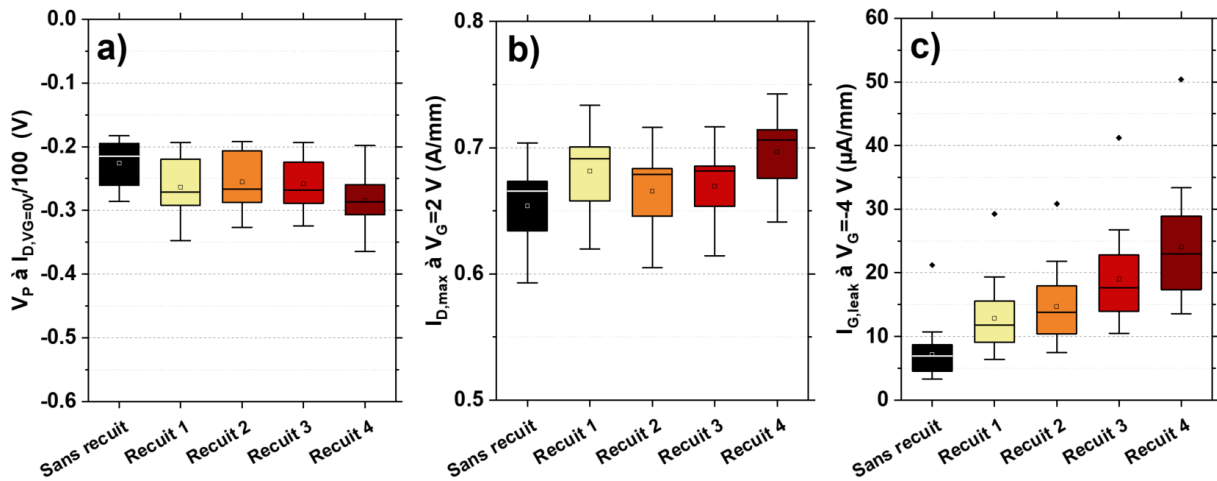 a)
0.0
-0.1
-0.2
-0.3
-0.4
-0.5
-0.6
V_P à I_D,VG=0V/100 (V)
Sans recuit
Recuit 1
Recuit 2
Recuit 3
Recuit 4
b)
0.8
0.7
0.6
0.5
I_D,max à V_G=2 V (A/mm)
Sans recuit
Recuit 1
Recuit 2
Recuit 3
Recuit 4
c)
60
50
40
30
20
10
0
I_G,leak à V_G=-4 V (µA/mm)
Sans recuit
Recuit 1
Recuit 2
Recuit 3
Recuit 4